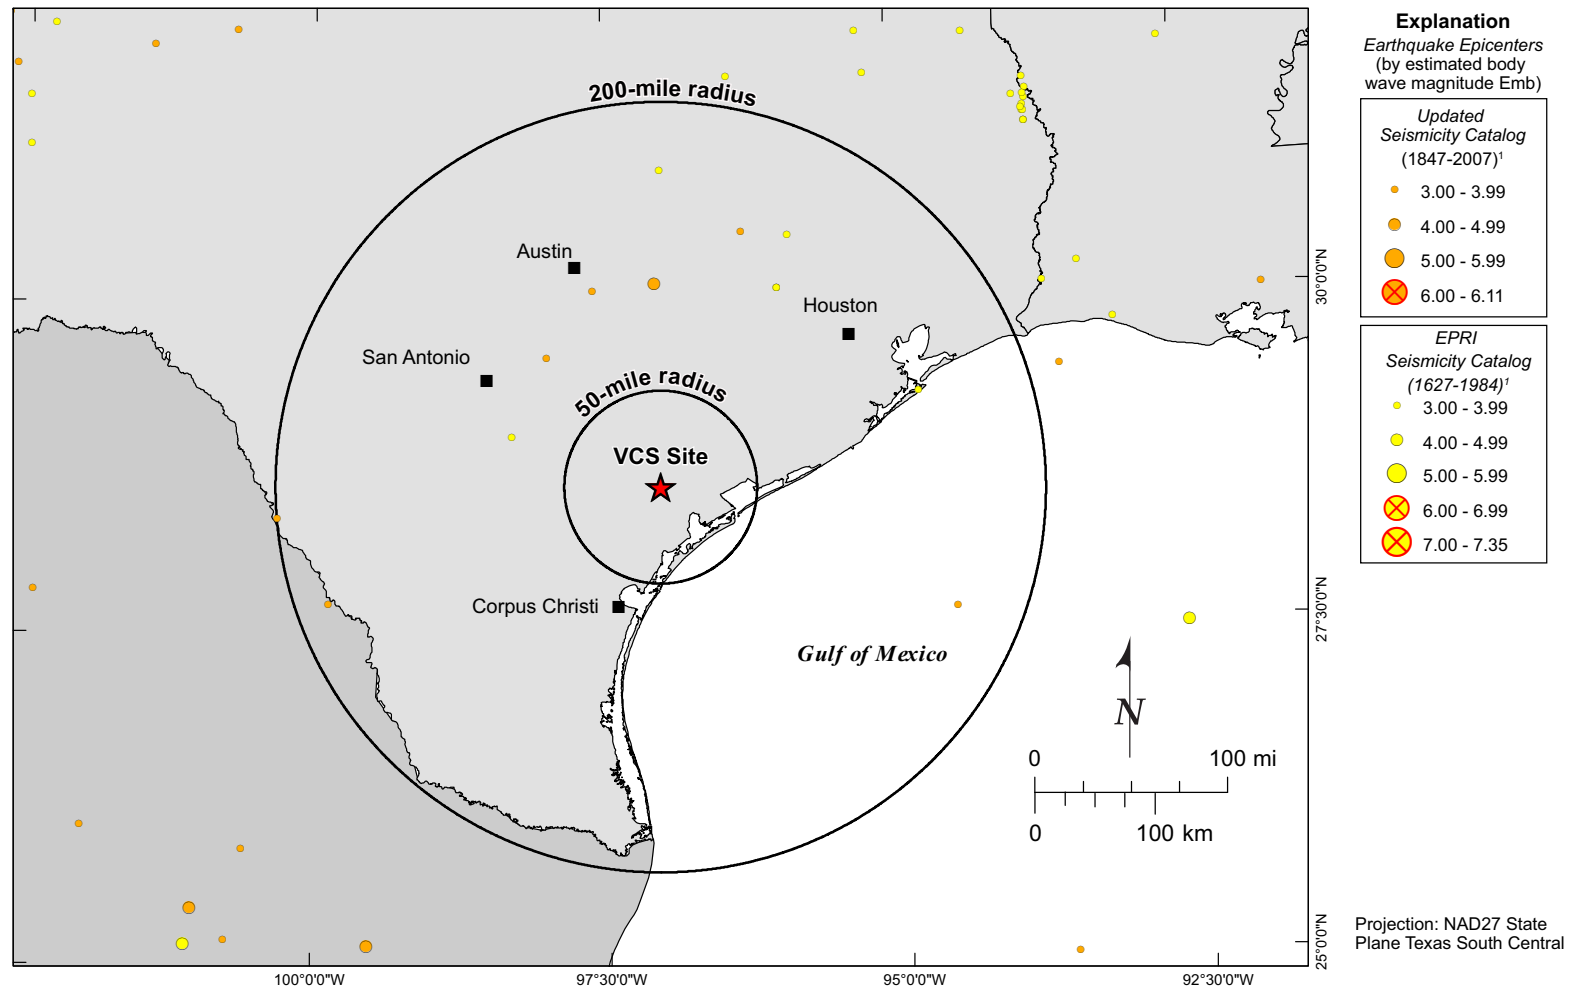 200-mile radius
Austin
Houston
San Antonio
50-mile radius
VCS Site
Corpus Christi
Gulf of Mexico
N
0 100 mi
0 100 km
100°0'0"W 97°30'0"W 95°0'0"W 92°30'0"W
30°0'0"N
27°30'0"N
25°0'0"N
Explanation
Earthquake Epicenters
(by estimated body
wave magnitude Emb)
Updated
Seismicity Catalog
(1847-2007)¹
3.00 - 3.99
4.00 - 4.99
5.00 - 5.99
6.00 - 6.11
EPRI
Seismicity Catalog
(1627-1984)¹
3.00 - 3.99
4.00 - 4.99
5.00 - 5.99
6.00 - 6.99
7.00 - 7.35
Projection: NAD27 State
Plane Texas South Central